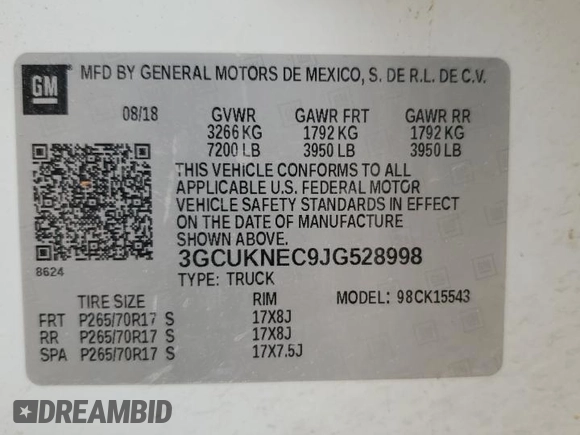 GM
MFD BY GENERAL MOTORS DE MEXICO, S. DE R.L. DE C.V.
08/18 GVWR GAWR FRT GAWR RR
3266 KG 1792 KG 1792 KG
7200 LB 3950 LB 3950 LB
THIS VEHICLE CONFORMS TO ALL
APPLICABLE U.S. FEDERAL MOTOR
VEHICLE SAFETY STANDARDS IN EFFECT
ON THE DATE OF MANUFACTURE
SHOWN ABOVE.
8624
3GCUKNEC9JG528998
TYPE: TRUCK
TIRE SIZE RIM MODEL: 98CK15543
FRT P265/70R17 S 17X8J
RR P265/70R17 S 17X8J
SPA P265/70R17 S 17X7.5J
DREAMBID